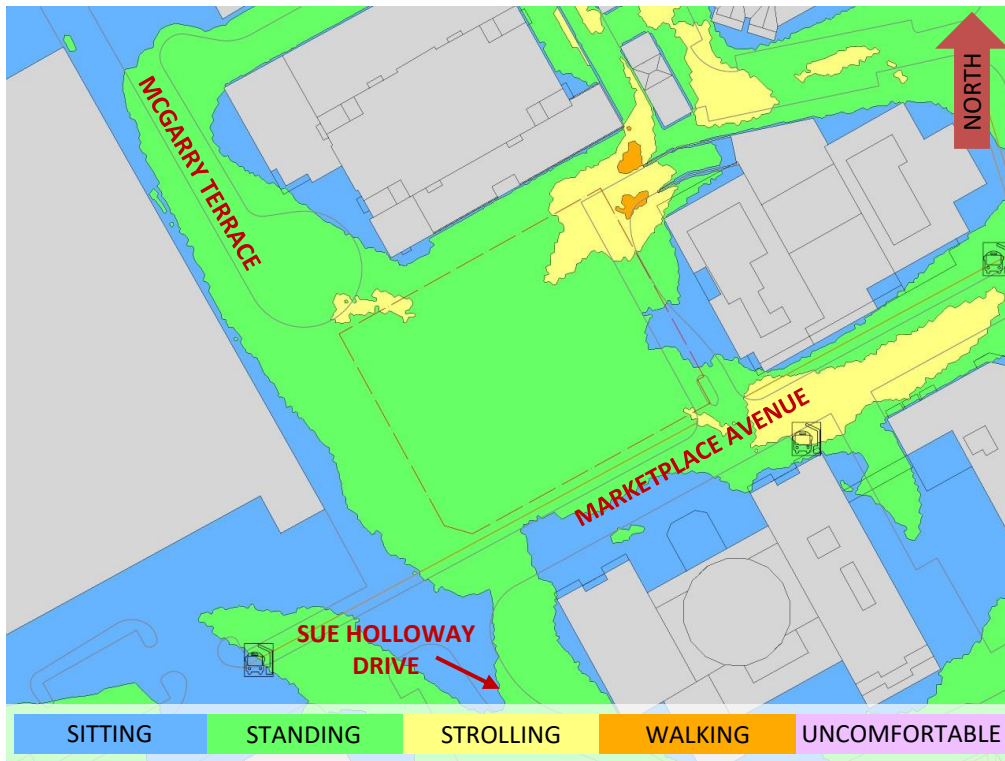 NORTH
MCGARRY TERRACE
MARKETPLACE AVENUE
SUE HOLLOWAY
DRIVE
SITTING
STANDING
STROLLING
WALKING
UNCOMFORTABLE